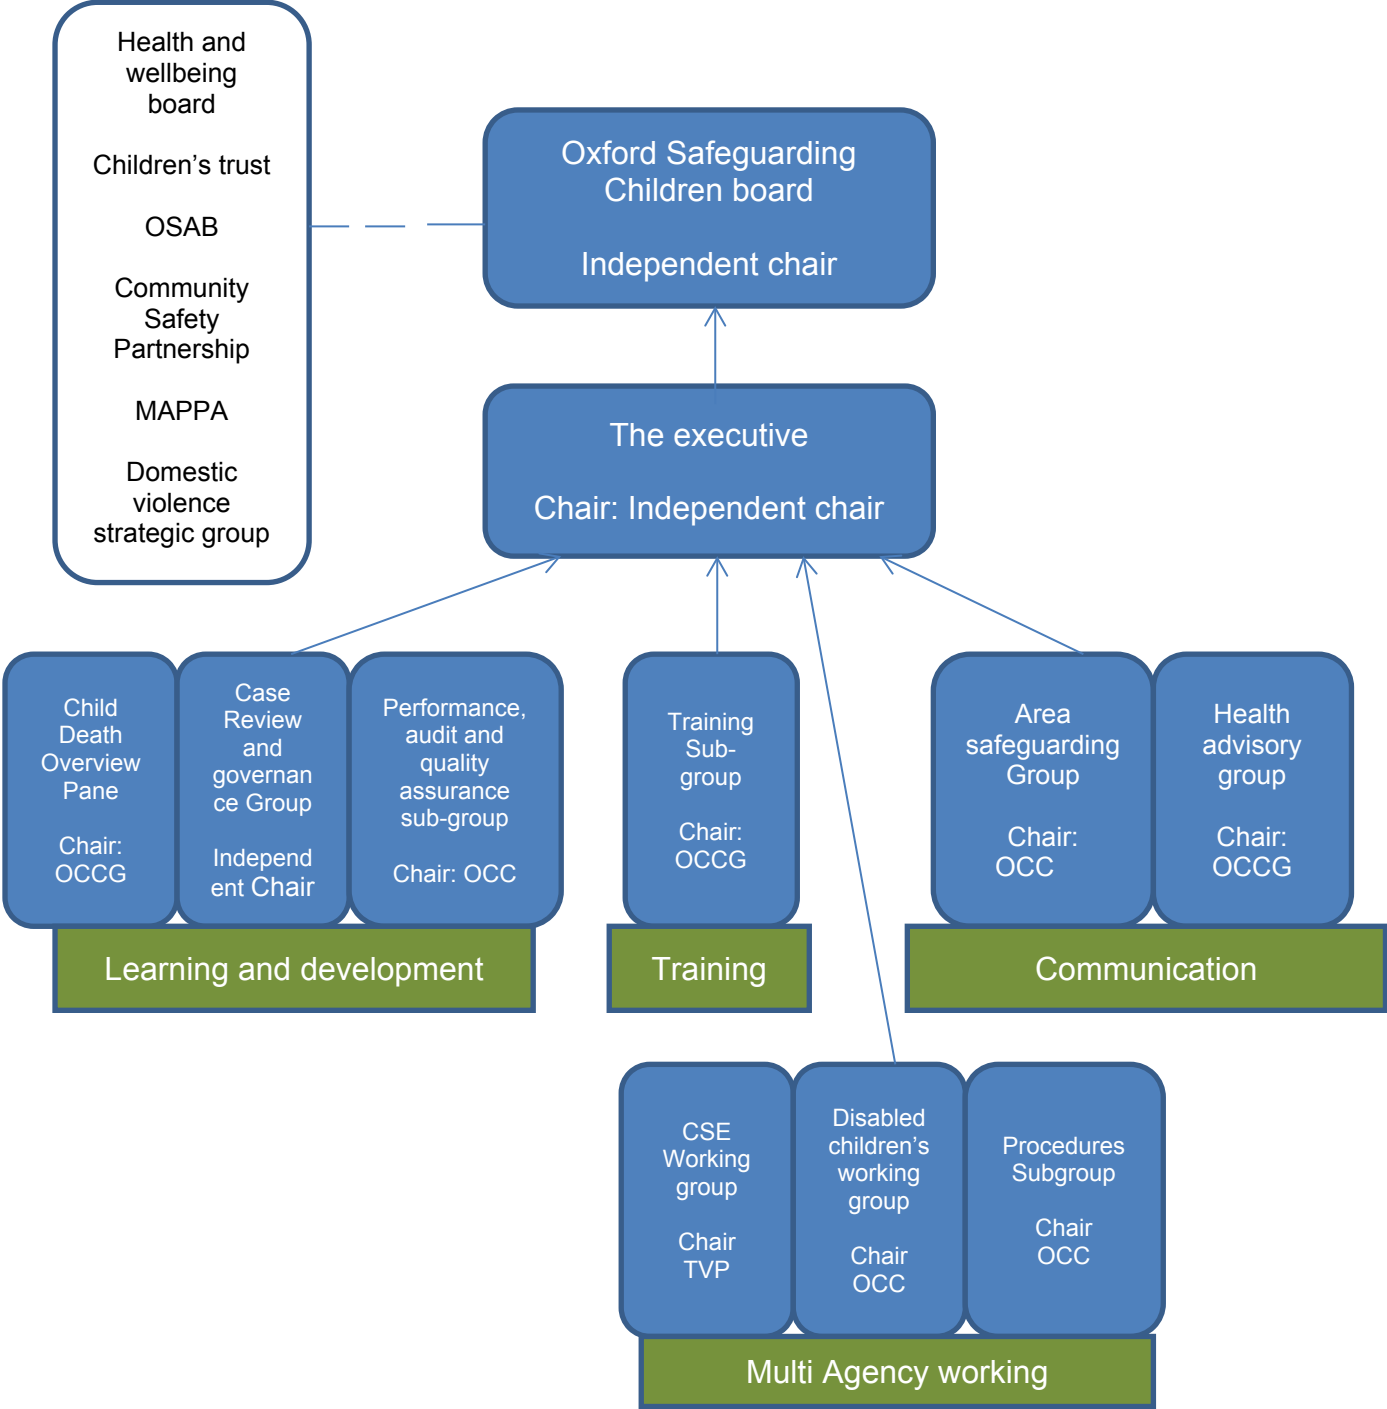 Health and
wellbeing
board
Children’s trust
OSAB
Community
Safety
Partnership
MAPPA
Domestic
violence
strategic group
Oxford Safeguarding
Children board
Independent chair
The executive
Chair: Independent chair
Child
Death
Overview
Pane
Chair:
OCCG
Case
Review
and
governan
ce Group
Independ
ent Chair
Performance,
audit and
quality
assurance
sub-group
Chair: OCC
Learning and development
Training
Sub-
group
Chair:
OCCG
Training
Area
safeguarding
Group
Chair:
OCC
Health
advisory
group
Chair:
OCCG
Communication
CSE
Working
group
Chair
TVP
Disabled
children’s
working
group
Chair
OCC
Procedures
Subgroup
Chair
OCC
Multi Agency working